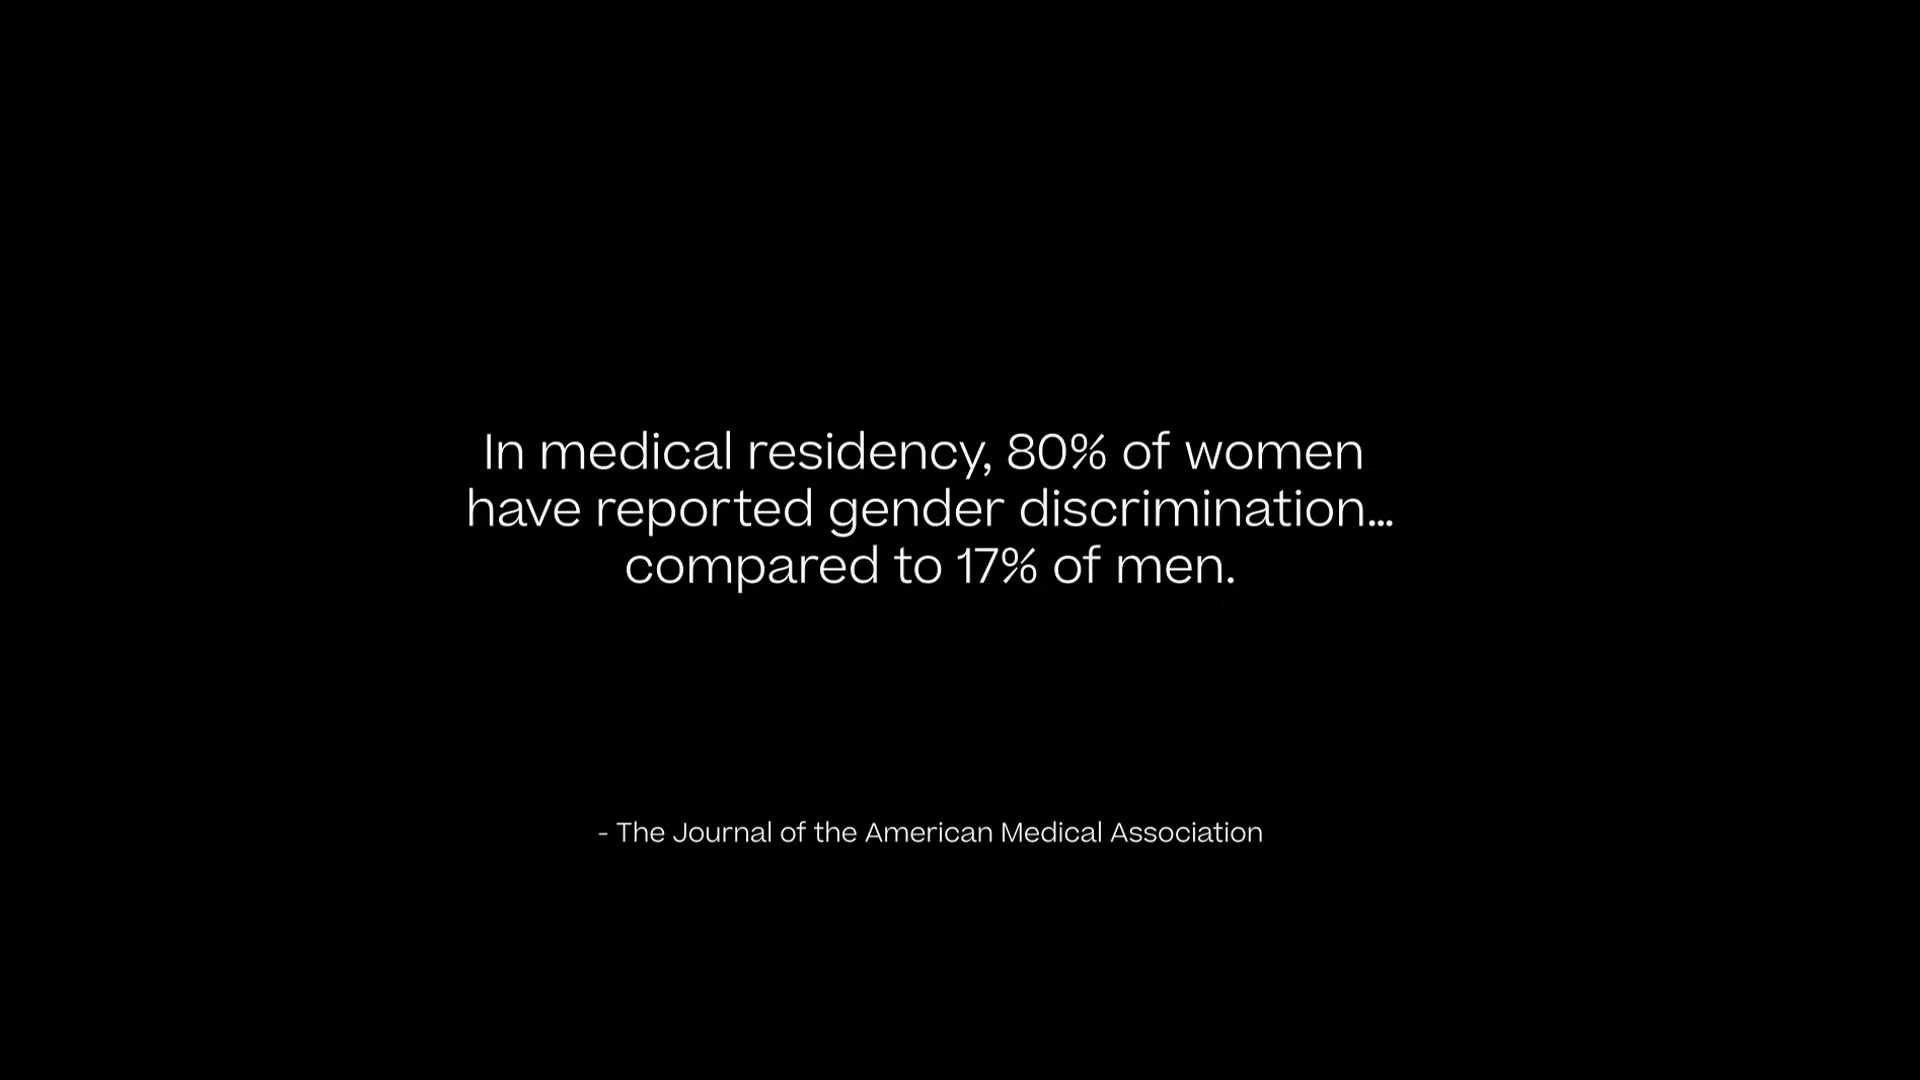 In medical residency, 80% of women
have reported gender discrimination...
compared to 17% of men.
- The Journal of the American Medical Association